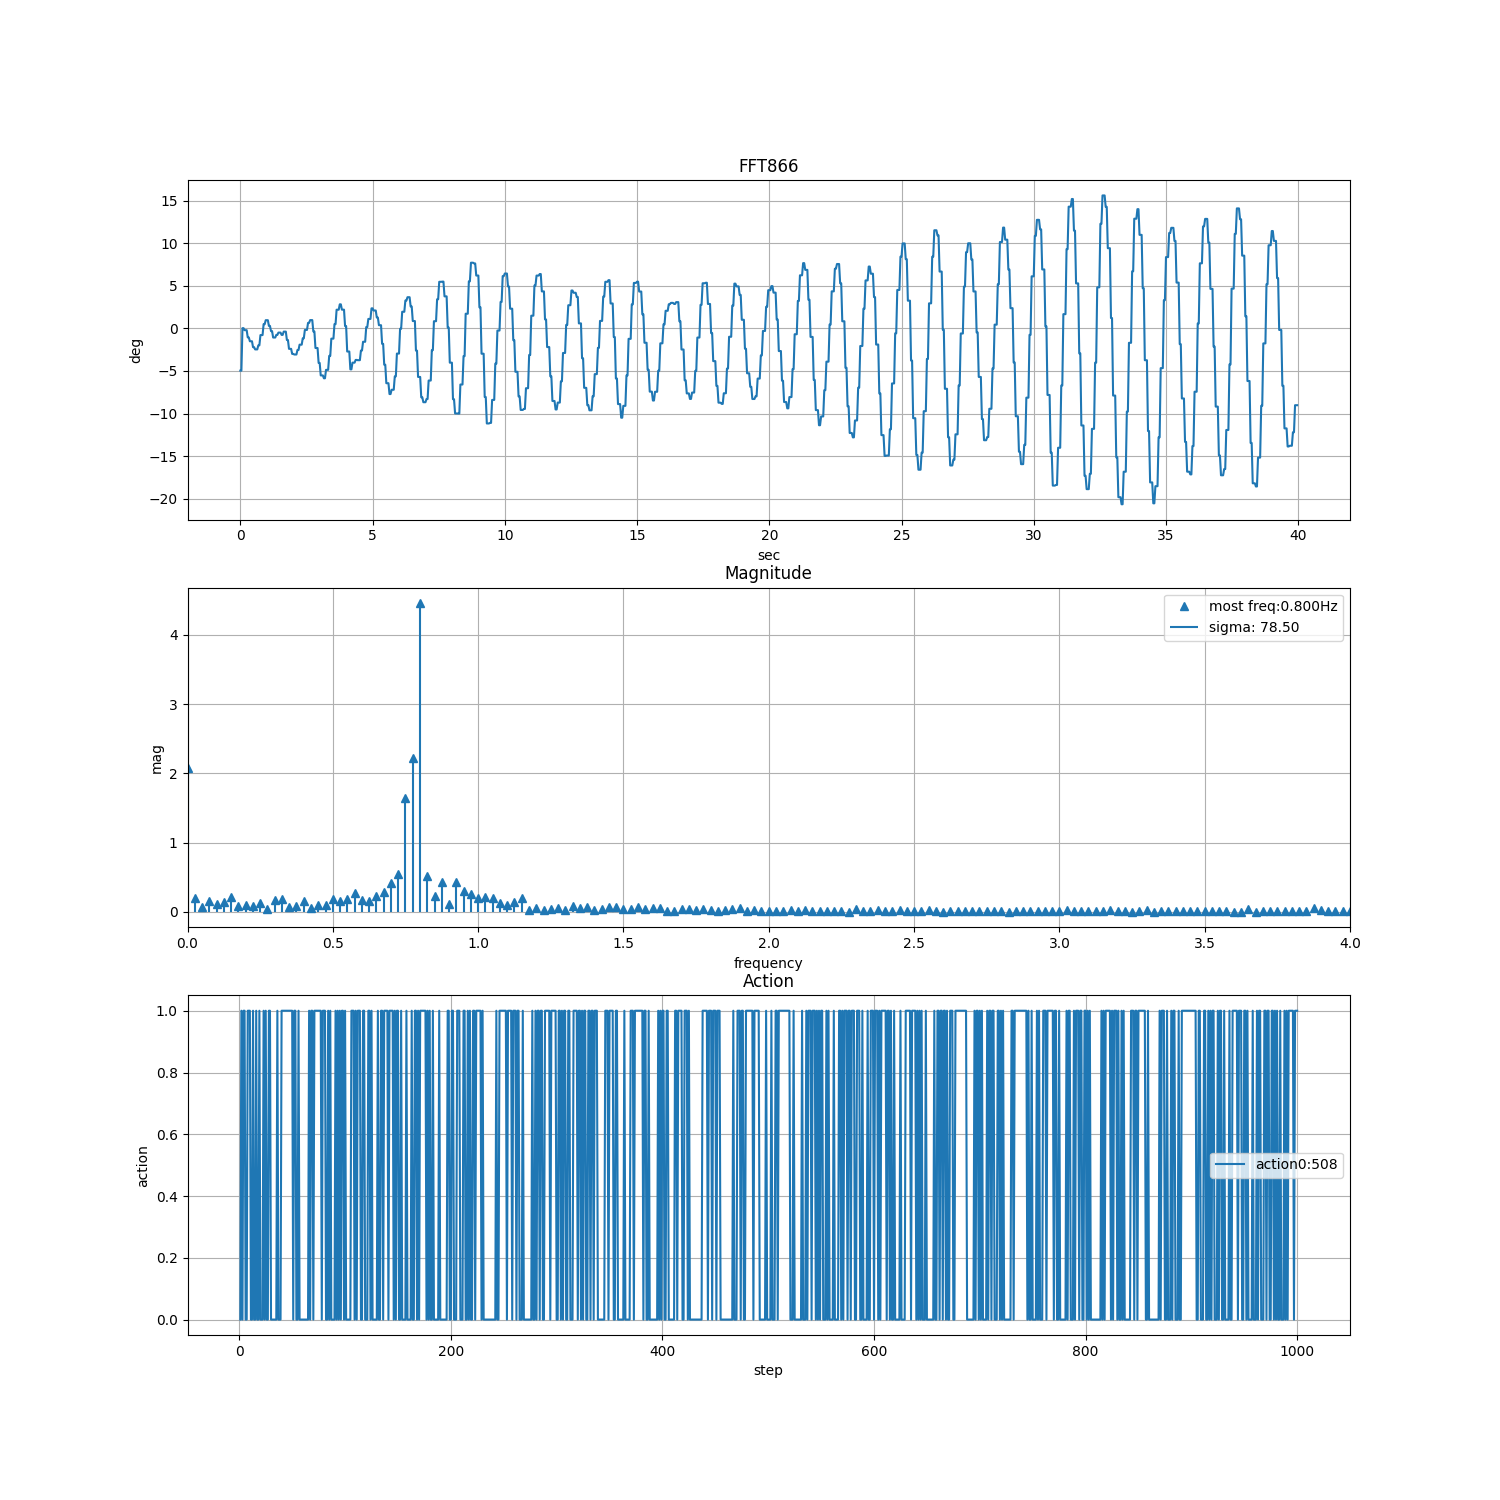 FFT866
15
10
5
0
−5
−10
−15
−20
deg
0 5 10 15 20 25 30 35 40
sec
Magnitude
most freq:0.800Hz
sigma: 78.50
4
3
2
1
0
mag
0.0 0.5 1.0 1.5 2.0 2.5 3.0 3.5 4.0
frequency
Action
1.0
0.8
0.6
0.4
0.2
0.0
action
action0:508
0 200 400 600 800 1000
step